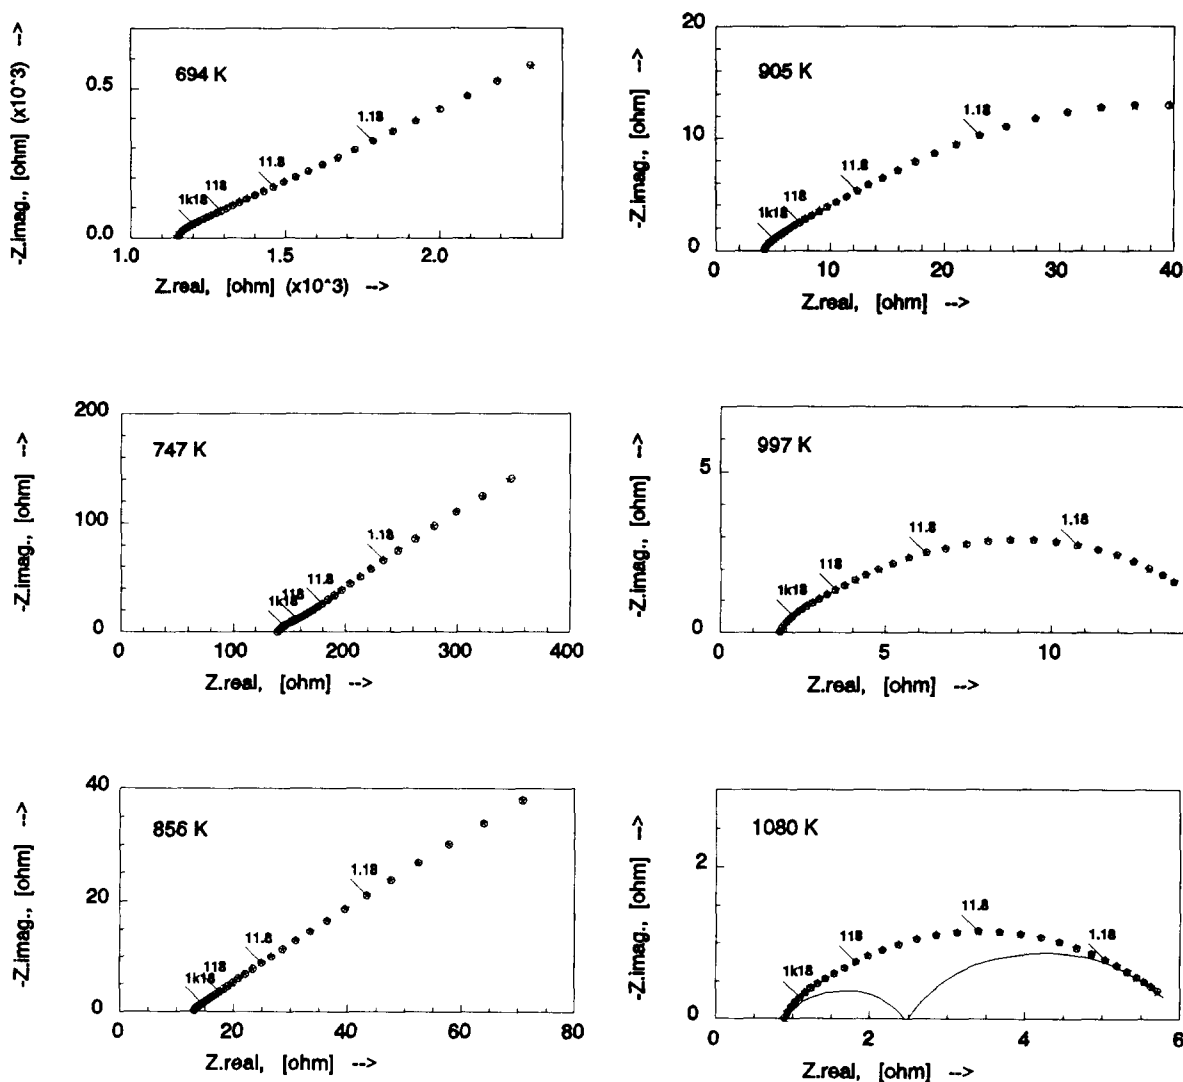 694 K
-Z.imag., [ohm] (x10^3) -->
0.5
0.0
1.18
11.8
118
1k18
1.0
1.5
2.0
Z.real, [ohm] (x10^3) -->
905 K
-Z.imag., [ohm] -->
20
10
0
1.18
11.8
118
1k18
0
10
20
30
40
Z.real, [ohm] -->
747 K
-Z.imag., [ohm] -->
200
100
0
1.18
11.8
118
1k18
0
100
200
300
400
Z.real, [ohm] -->
997 K
-Z.imag., [ohm] -->
5
0
1.18
11.8
118
1k18
5
10
Z.real, [ohm] -->
856 K
-Z.imag., [ohm] -->
40
20
0
1.18
11.8
118
1k18
0
20
40
60
80
Z.real, [ohm] -->
1080 K
-Z.imag., [ohm] -->
2
0
1.18
11.8
118
1k18
2
4
6
Z.real, [ohm] -->